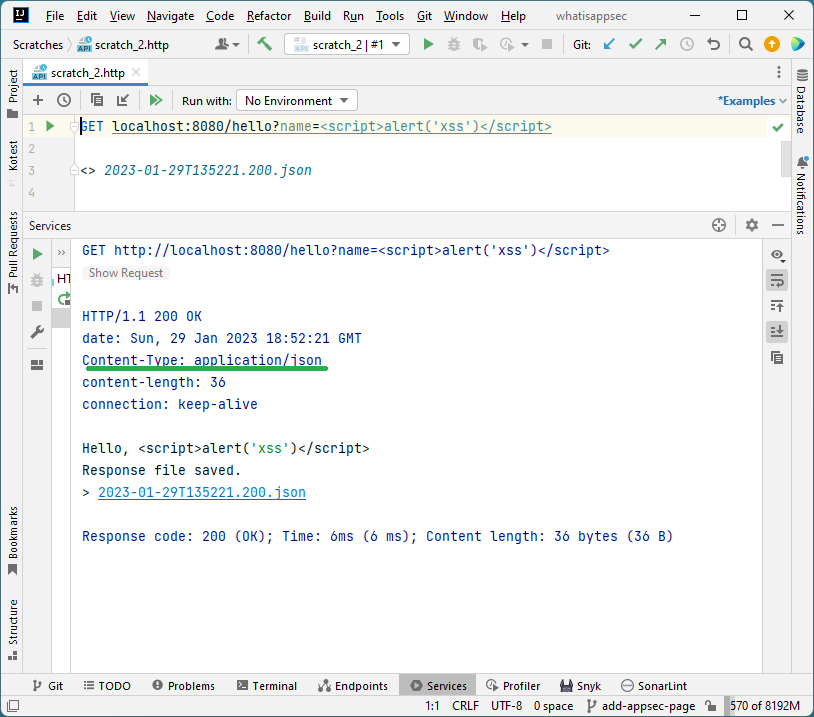 IJ File Edit View Navigate Code Refactor Build Run Tools Git Window Help whatisappsec
Scratches API scratch_2.http API scratch_2 | #1 Git:
API scratch_2.http
Run with: No Environment *Examples
1 GET localhost:8080/hello?name=<script>alert('xss')</script>
2
3 <> 2023-01-29T135221.200.json
4
Project
Kotest
Pull Requests
Bookmarks
Structure
Database
Notifications
Services
HT
GET http://localhost:8080/hello?name=<script>alert('xss')</script>
Show Request
HTTP/1.1 200 OK
date: Sun, 29 Jan 2023 18:52:21 GMT
Content-Type: application/json
content-length: 36
connection: keep-alive
Hello, <script>alert('xss')</script>
Response file saved.
> 2023-01-29T135221.200.json
Response code: 200 (OK); Time: 6ms (6 ms); Content length: 36 bytes (36 B)
Git TODO Problems Terminal Endpoints Services Profiler Snyk SonarLint
1:1 CRLF UTF-8 0 space add-appsec-page 570 of 8192M